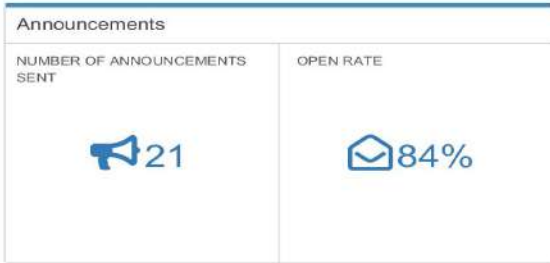 Announcements
NUMBER OF ANNOUNCEMENTS
SENT
OPEN RATE
21
84%